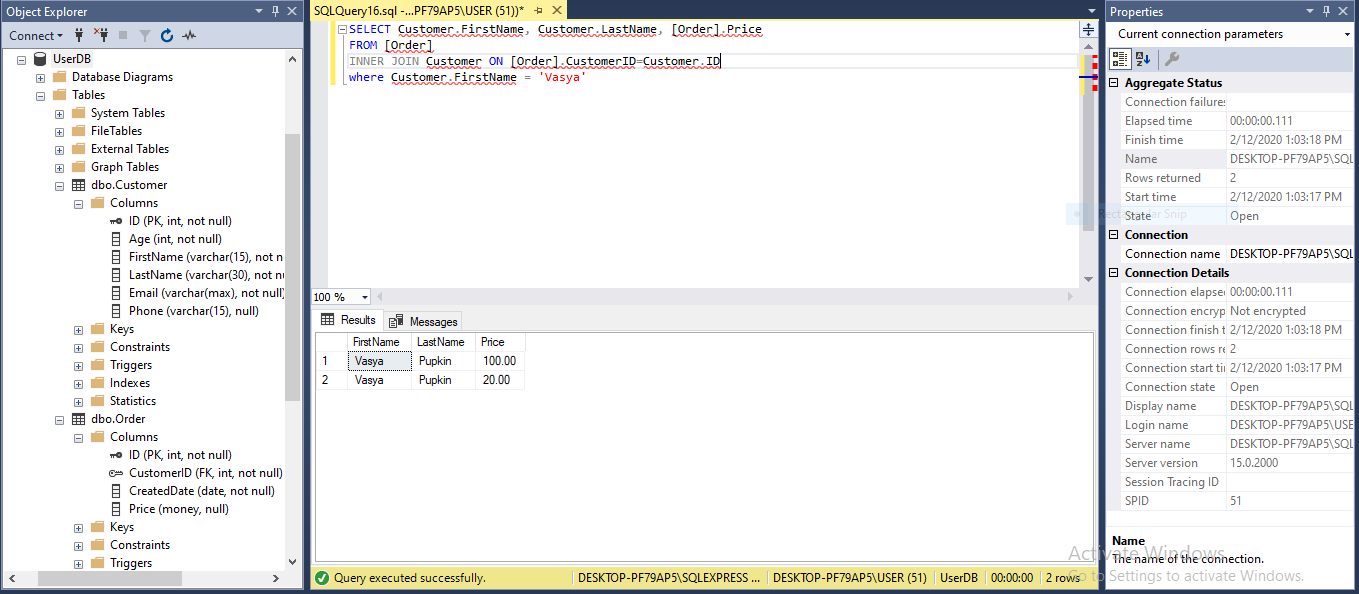 Object Explorer
Connect
UserDB
Database Diagrams
Tables
System Tables
FileTables
External Tables
Graph Tables
dbo.Customer
Columns
ID (PK, int, not null)
Age (int, not null)
FirstName (varchar(15), not n
LastName (varchar(30), not nu
Email (varchar(max), not null)
Phone (varchar(15), null)
Keys
Constraints
Triggers
Indexes
Statistics
dbo.Order
Columns
ID (PK, int, not null)
CustomerID (FK, int, not null)
CreatedDate (date, not null)
Price (money, null)
Keys
Constraints
Triggers
SQLQuery16.sql -...PF79AP5\USER (51))*
SELECT Customer.FirstName, Customer.LastName, [Order].Price
FROM [Order]
INNER JOIN Customer ON [Order].CustomerID=Customer.ID
where Customer.FirstName = 'Vasya'
100 %
Results Messages
FirstName LastName Price
1 Vasya Pupkin 100.00
2 Vasya Pupkin 20.00
Query executed successfully. DESKTOP-PF79AP5\SQLEXPRESS ... DESKTOP-PF79AP5\USER (51) UserDB 00:00:00 2 rows
Properties
Current connection parameters
Aggregate Status
Connection failures
Elapsed time 00:00:00.111
Finish time 2/12/2020 1:03:18 PM
Name DESKTOP-PF79AP5\SQL
Rows returned 2
Start time 2/12/2020 1:03:17 PM
State Open
Rectangular Snip
Connection
Connection name DESKTOP-PF79AP5\SQL
Connection Details
Connection elapse 00:00:00.111
Connection encryp Not encrypted
Connection finish t 2/12/2020 1:03:18 PM
Connection rows re 2
Connection start ti 2/12/2020 1:03:17 PM
Connection state Open
Display name DESKTOP-PF79AP5\SQL
Login name DESKTOP-PF79AP5\USE
Server name DESKTOP-PF79AP5\SQL
Server version 15.0.2000
Session Tracing ID
SPID 51
Name
The name of the connection.
Activate Windows
Go to Settings to activate Windows.